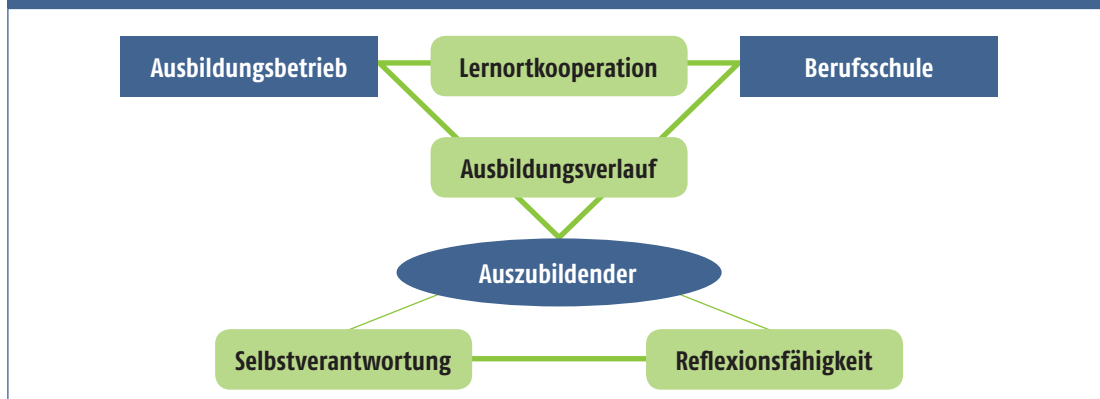 Ausbildungsbetrieb
Lernortkooperation
Berufsschule
Ausbildungsverlauf
Auszubildender
Selbstverantwortung
Reflexionsfähigkeit